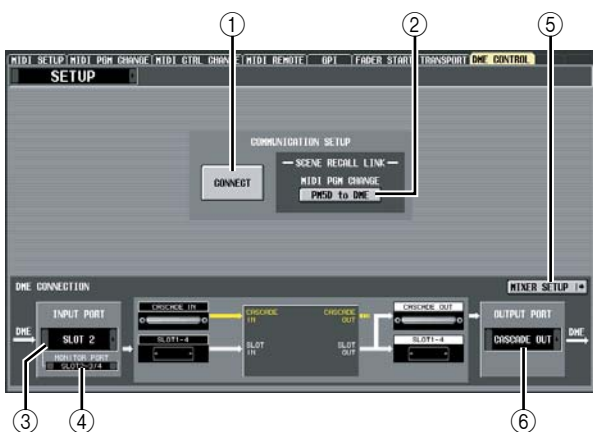 ① ② ⑤
MIDI SETUP MIDI PGM CHANGE MIDI CTRL CHANGE MIDI REMOTE GPI FADER START TRANSPORT DME CONTROL
SETUP
COMMUNICATION SETUP
CONNECT
SCENE RECALL LINK
MIDI PGM CHANGE
PM5D to DME
DME CONNECTION
MIXER SETUP
INPUT PORT
DME
SLOT 2
MONITOR PORT
SLOT2-3/4
CASCADE IN
SLOT1-4
CASCADE IN
CASCADE OUT
SLOT IN
SLOT OUT
CASCADE OUT
SLOT1-4
OUTPUT PORT
CASCADE OUT
DME
③ ④ ⑥